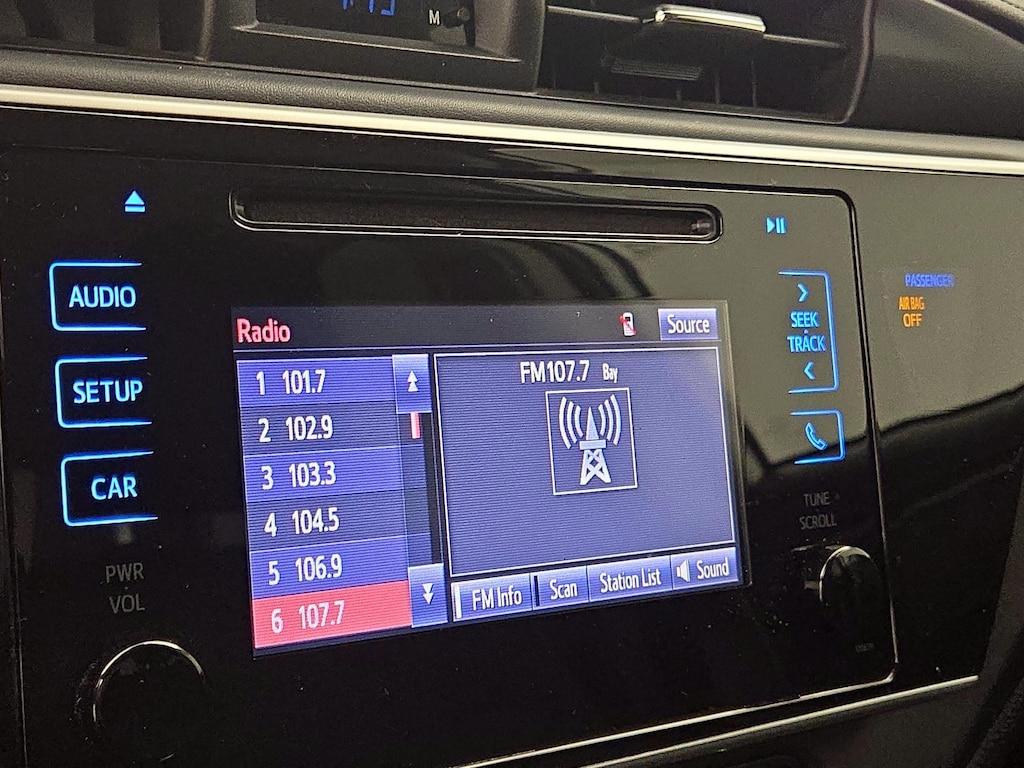 M
AUDIO
SETUP
CAR
PWR
VOL
Radio
Source
1 101.7
2 102.9
3 103.3
4 104.5
5 106.9
6 107.7
FM107.7 Bay
FM Info
Scan
Station List
Sound
SEEK
TRACK
PASSENGER
AIR BAG
OFF
TUNE
SCROLL